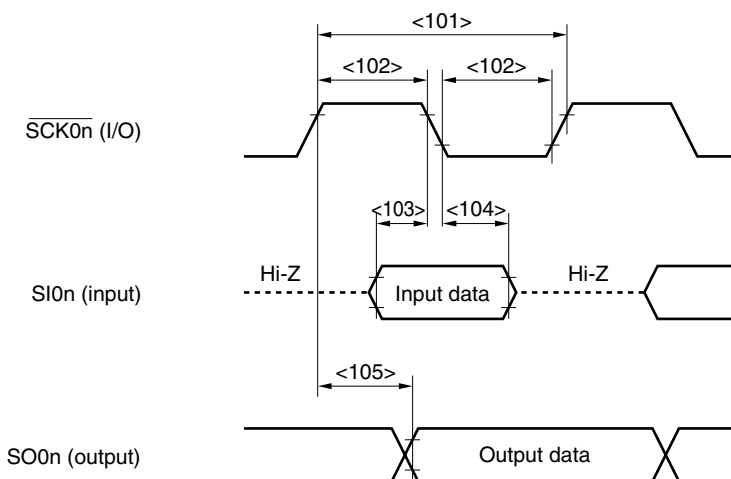 <101>
<102> <102>
SCK0n (I/O)
<103> <104>
Hi-Z Hi-Z
SI0n (input) Input data
<105>
SO0n (output) Output data